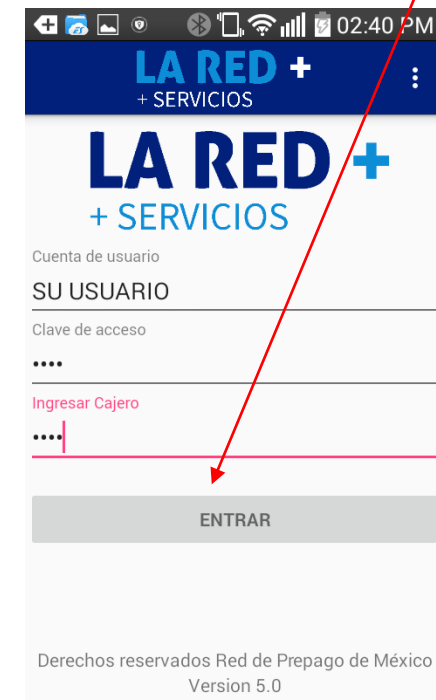 02:40 PM
LA RED +
+ SERVICIOS
LA RED +
+ SERVICIOS
Cuenta de usuario
SU USUARIO
Clave de acceso
••••
Ingresar Cajero
••••
ENTRAR
Derechos reservados Red de Prepago de México
Version 5.0